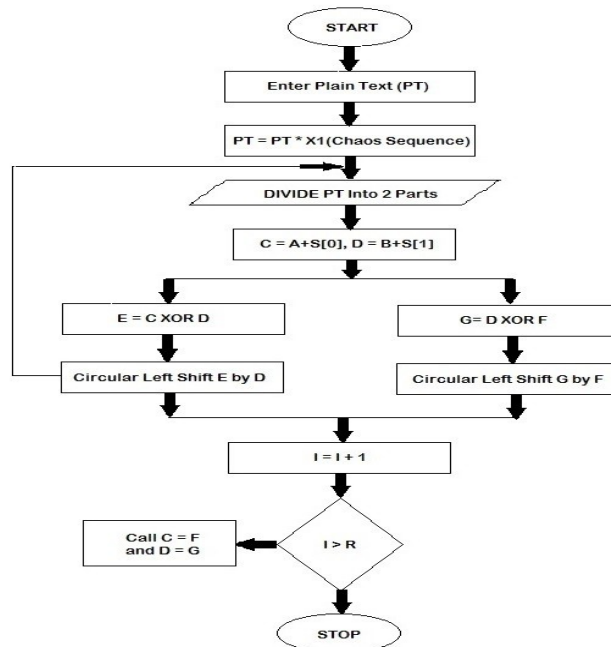 START
Enter Plain Text (PT)
PT = PT * X1(Chaos Sequence)
DIVIDE PT Into 2 Parts
C = A+S[0], D = B+S[1]
E = C XOR D
G= D XOR F
Circular Left Shift E by D
Circular Left Shift G by F
I = I + 1
Call C = F
and D = G
I > R
STOP